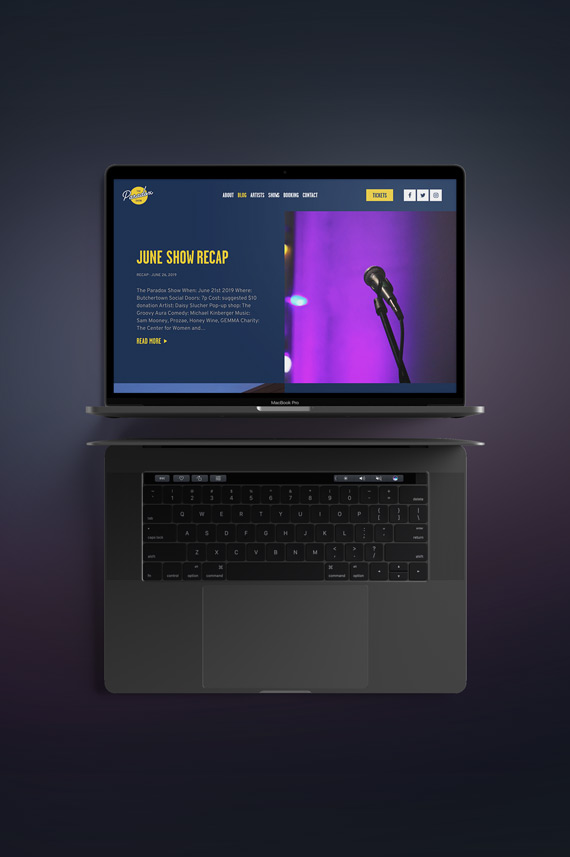 The
Paradox
ABOUT BLOG ARTISTS SHOWS BOOKING CONTACT
TICKETS
JUNE SHOW RECAP
RECAP · JUNE 26, 2019
The Paradox Show When: June 21st 2019 Where:
Butchertown Social Doors: 7p Cost: suggested $10
donation Artist: Daisy Slucher Pop-up shop: The
Groovy Aura Comedy: Michael Kinberger Music:
Sam Mooney, Prozae, Honey Wine, GEMMA Charity:
The Center for Women and...
READ MORE
MacBook Pro
esc
1 2 3 4 5 6 7 8 9 0 delete
tab Q W E R T Y U I O P { [ } ] | \
caps lock A S D F G H J K L : ; return
shift Z X C V B N M < , > . ? / shift
fn control option command command option